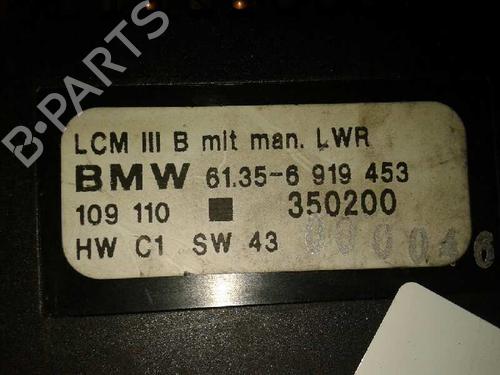 B-PARTS
LCM III B mit man. LWR
BMW 61.35-6 919 453
109 110 350200
HW C1 SW 43